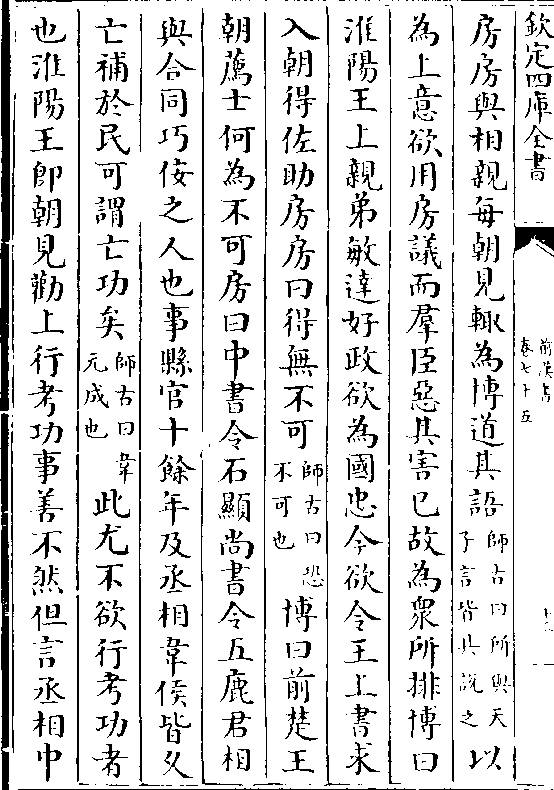 欽定四庫全書
前漢書
卷七十五
房房與相親每朝見輒為博道其語師古曰所與天子言皆具說之以
為上意欲用房議而羣臣惡其害已故為衆所排博曰
淮陽王上親弟敏達好政欲為國忠今欲令王上書求
入朝得佐助房房曰得無不可師古曰恐不可也博曰前楚王
朝薦士何為不可房曰中書令石顯尚書令五鹿君相
與合同巧佞之人也事縣官十餘年及丞相韋侯皆久
亡補於民可謂亡功矣師古曰韋元成也此尤不欲行考功者
也淮陽王卽朝見勸上行考功事善不然但言丞相中